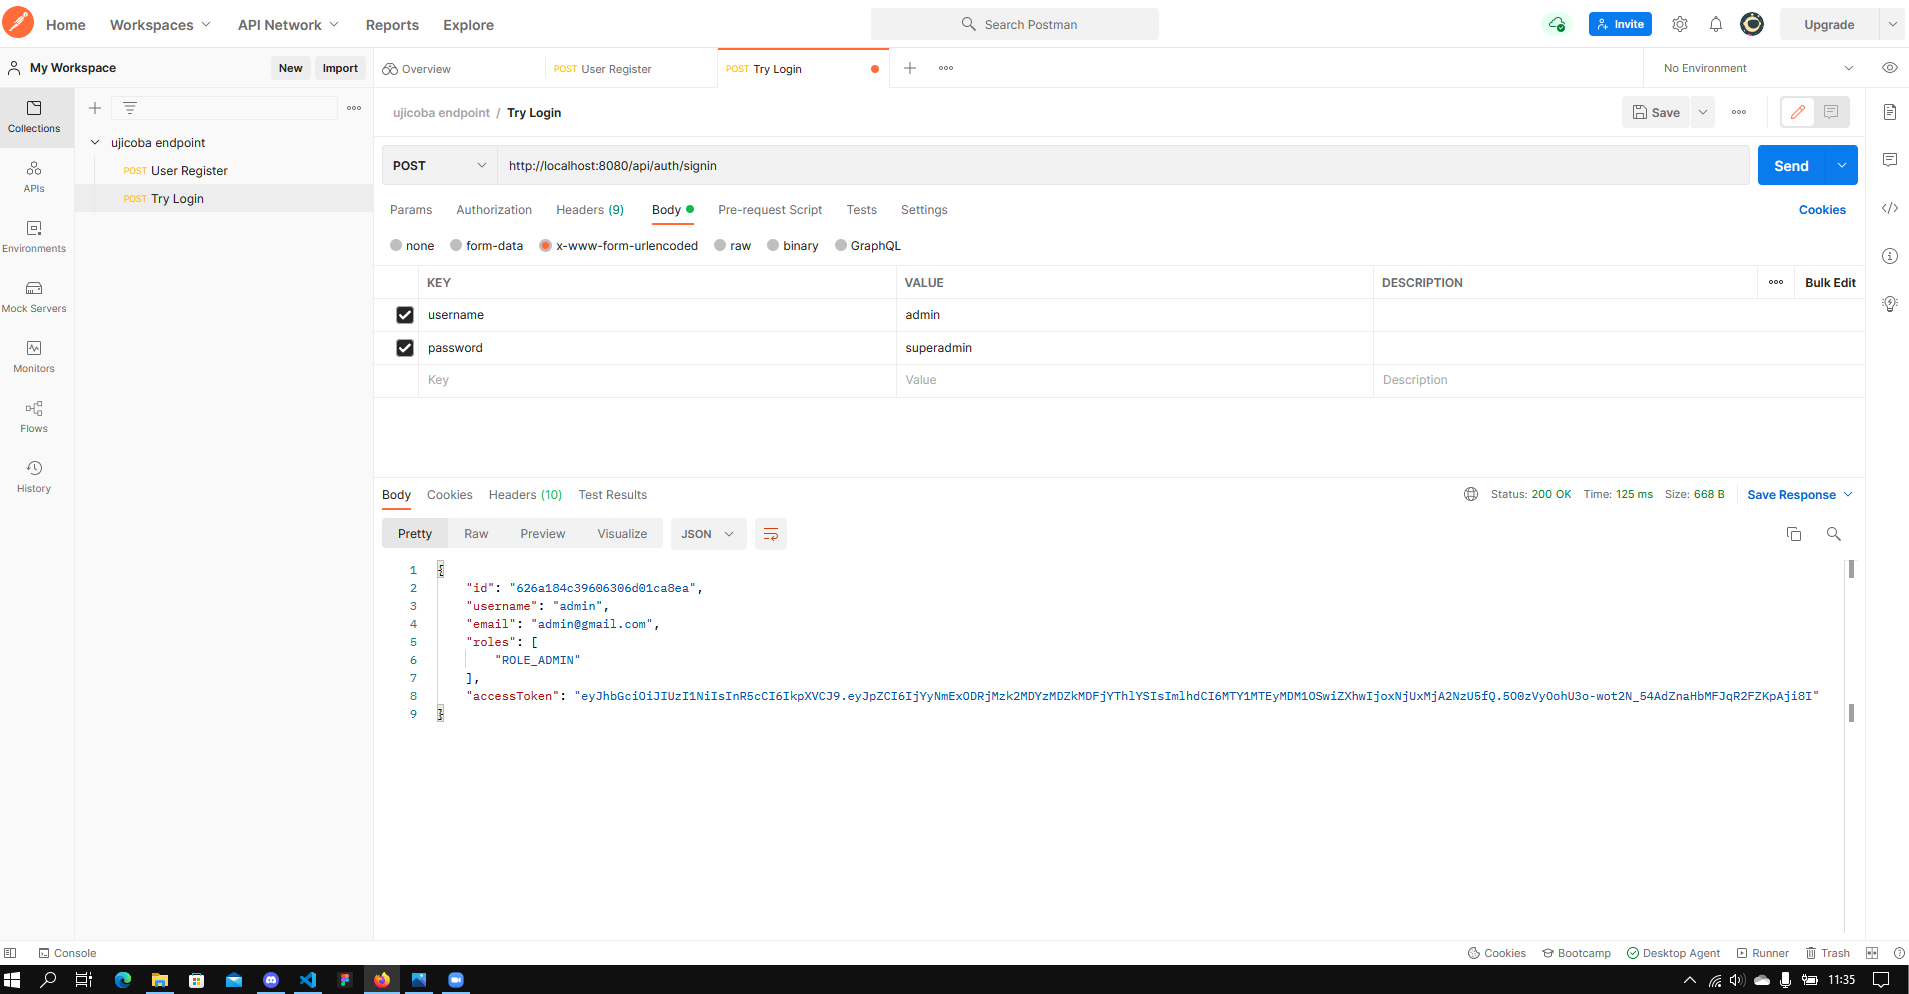 Home Workspaces API Network Reports Explore Search Postman Invite Upgrade
My Workspace New Import Overview POST User Register POST Try Login No Environment
Collections
APIs
Environments
Mock Servers
Monitors
Flows
History
ujicoba endpoint
POST User Register
POST Try Login
ujicoba endpoint / Try Login Save
POST http://localhost:8080/api/auth/signin Send
Params Authorization Headers (9) Body Pre-request Script Tests Settings Cookies
none form-data x-www-form-urlencoded raw binary GraphQL
KEY VALUE DESCRIPTION Bulk Edit
username admin
password superadmin
Key Value Description
Body Cookies Headers (10) Test Results Status: 200 OK Time: 125 ms Size: 668 B Save Response
Pretty Raw Preview Visualize JSON
1 {
2 "id": "626a184c39606306d01ca8ea",
3 "username": "admin",
4 "email": "admin@gmail.com",
5 "roles": [
6 "ROLE_ADMIN"
7 ],
8 "accessToken": "eyJhbGciOiJIUzI1NiIsInR5cCI6IkpXVCJ9.eyJpZCI6IjYyNmExODRjMzk2MDYzMDZkMDFjYThlYSIsImlhdCI6MTY1MTEyMDM1OSwiZXhwIjoxNjUxMjA2NzU5fQ.5O0zVyOohU3o-wot2N_54AdZnaHbMFJqR2FZKpAji8I"
9 }
Console Cookies Bootcamp Desktop Agent Runner Trash
11:35